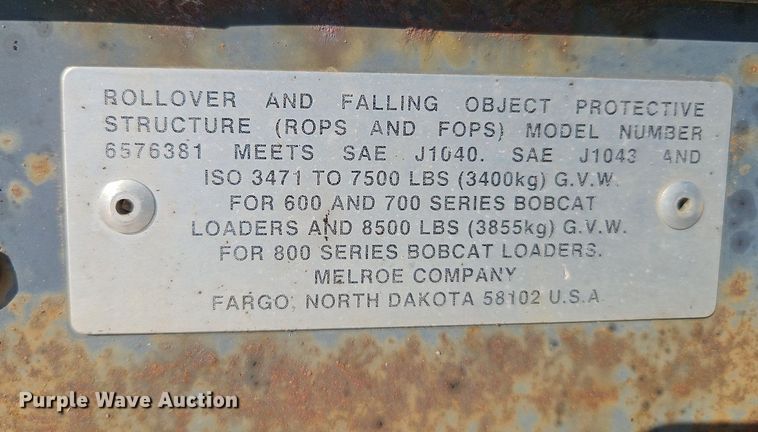 ROLLOVER AND FALLING OBJECT PROTECTIVE
STRUCTURE (ROPS AND FOPS) MODEL NUMBER
6576381 MEETS SAE J1040. SAE J1043 AND
ISO 3471 TO 7500 LBS (3400kg) G.V.W.
FOR 600 AND 700 SERIES BOBCAT
LOADERS AND 8500 LBS (3855kg) G.V.W.
FOR 800 SERIES BOBCAT LOADERS.
MELROE COMPANY
FARGO, NORTH DAKOTA 58102 U.S.A
Purple Wave Auction